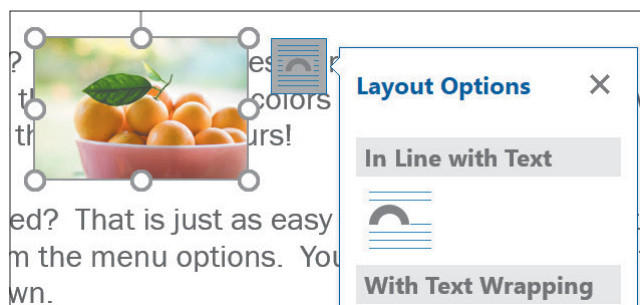 ?
es
Layout Options
th colors
th urs!
In Line with Text
ed? That is just as easy
m the menu options. You
With Text Wrapping
wn.